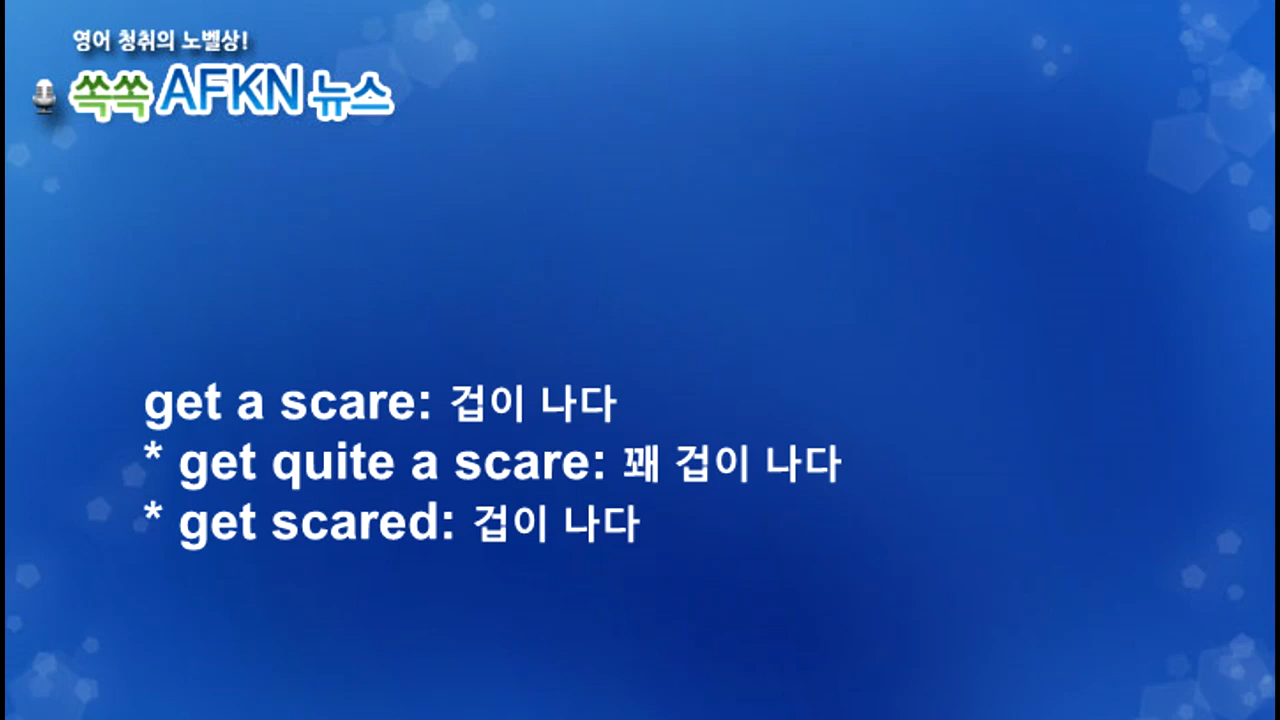 영어 청취의 노벨상!
쏙쏙 AFKN 뉴스
get a scare: 겁이 나다
* get quite a scare: 꽤 겁이 나다
* get scared: 겁이 나다